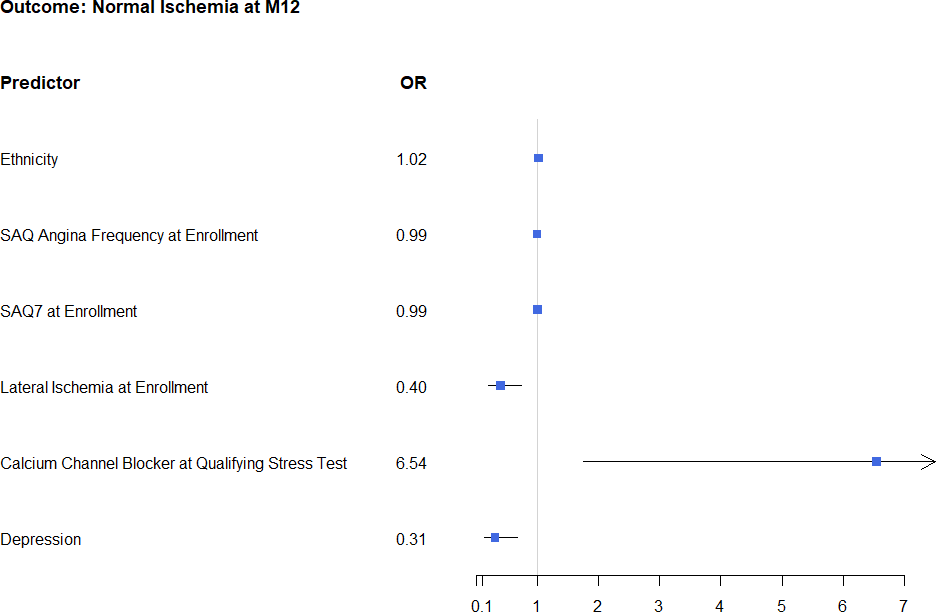 Outcome: Normal Ischemia at M12
Predictor OR
Ethnicity 1.02
SAQ Angina Frequency at Enrollment 0.99
SAQ7 at Enrollment 0.99
Lateral Ischemia at Enrollment 0.40
Calcium Channel Blocker at Qualifying Stress Test 6.54
Depression 0.31
0.1 1 2 3 4 5 6 7